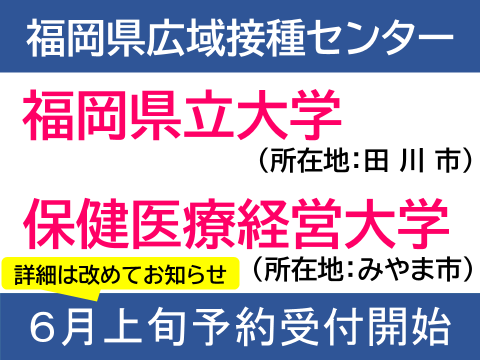 福岡県広域接種センター
福岡県立大学
（所在地：田 川 市）
保健医療経営大学
（所在地：みやま市）
詳細は改めてお知らせ
６月上旬予約受付開始